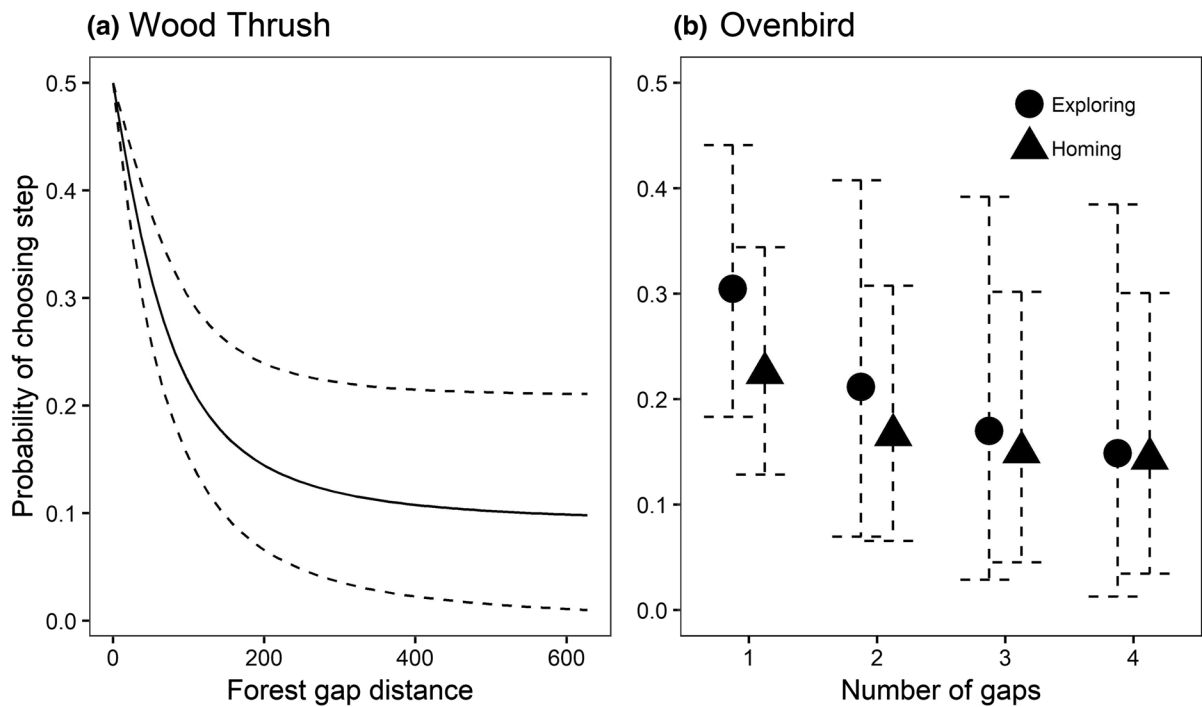 (a) Wood Thrush
Probability of choosing step
0.5
0.4
0.3
0.2
0.1
0.0
0 200 400 600
Forest gap distance
(b) Ovenbird
Exploring
Homing
0.5
0.4
0.3
0.2
0.1
0.0
1 2 3 4
Number of gaps